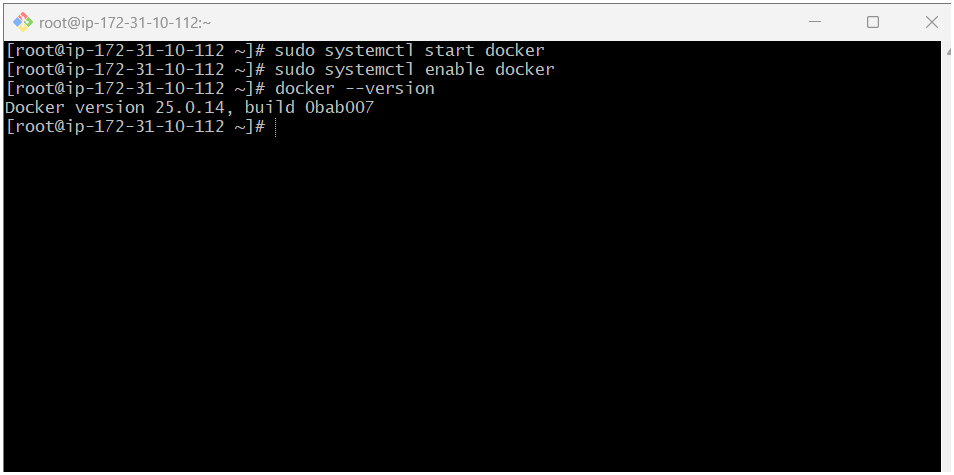 root@ip-172-31-10-112:~
[root@ip-172-31-10-112 ~]# sudo systemctl start docker
[root@ip-172-31-10-112 ~]# sudo systemctl enable docker
[root@ip-172-31-10-112 ~]# docker --version
Docker version 25.0.14, build 0bab007
[root@ip-172-31-10-112 ~]#